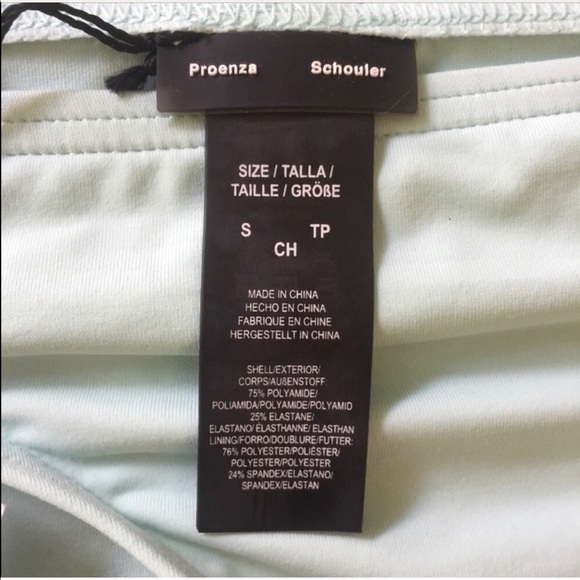 Proenza Schouler
SIZE / TALLA /
TAILLE / GRÖßE
S TP
CH
MADE IN CHINA
HECHO EN CHINA
FABRIQUE EN CHINE
HERGESTELLT IN CHINA
SHELL/EXTERIOR/
CORPS/AUßENSTOFF:
75% POLYAMIDE/
POLIAMIDA/POLYAMIDE/POLYAMID
25% ELASTANE/
ELASTANO/ ÉLASTHANNE/ ELASTHAN
LINING/FORRO/DOUBLURE/FUTTER:
76% POLYESTER/POLIÉSTER/
POLYESTER/POLYESTER
24% SPANDEX/ELASTANO/
SPANDEX/ELASTAN